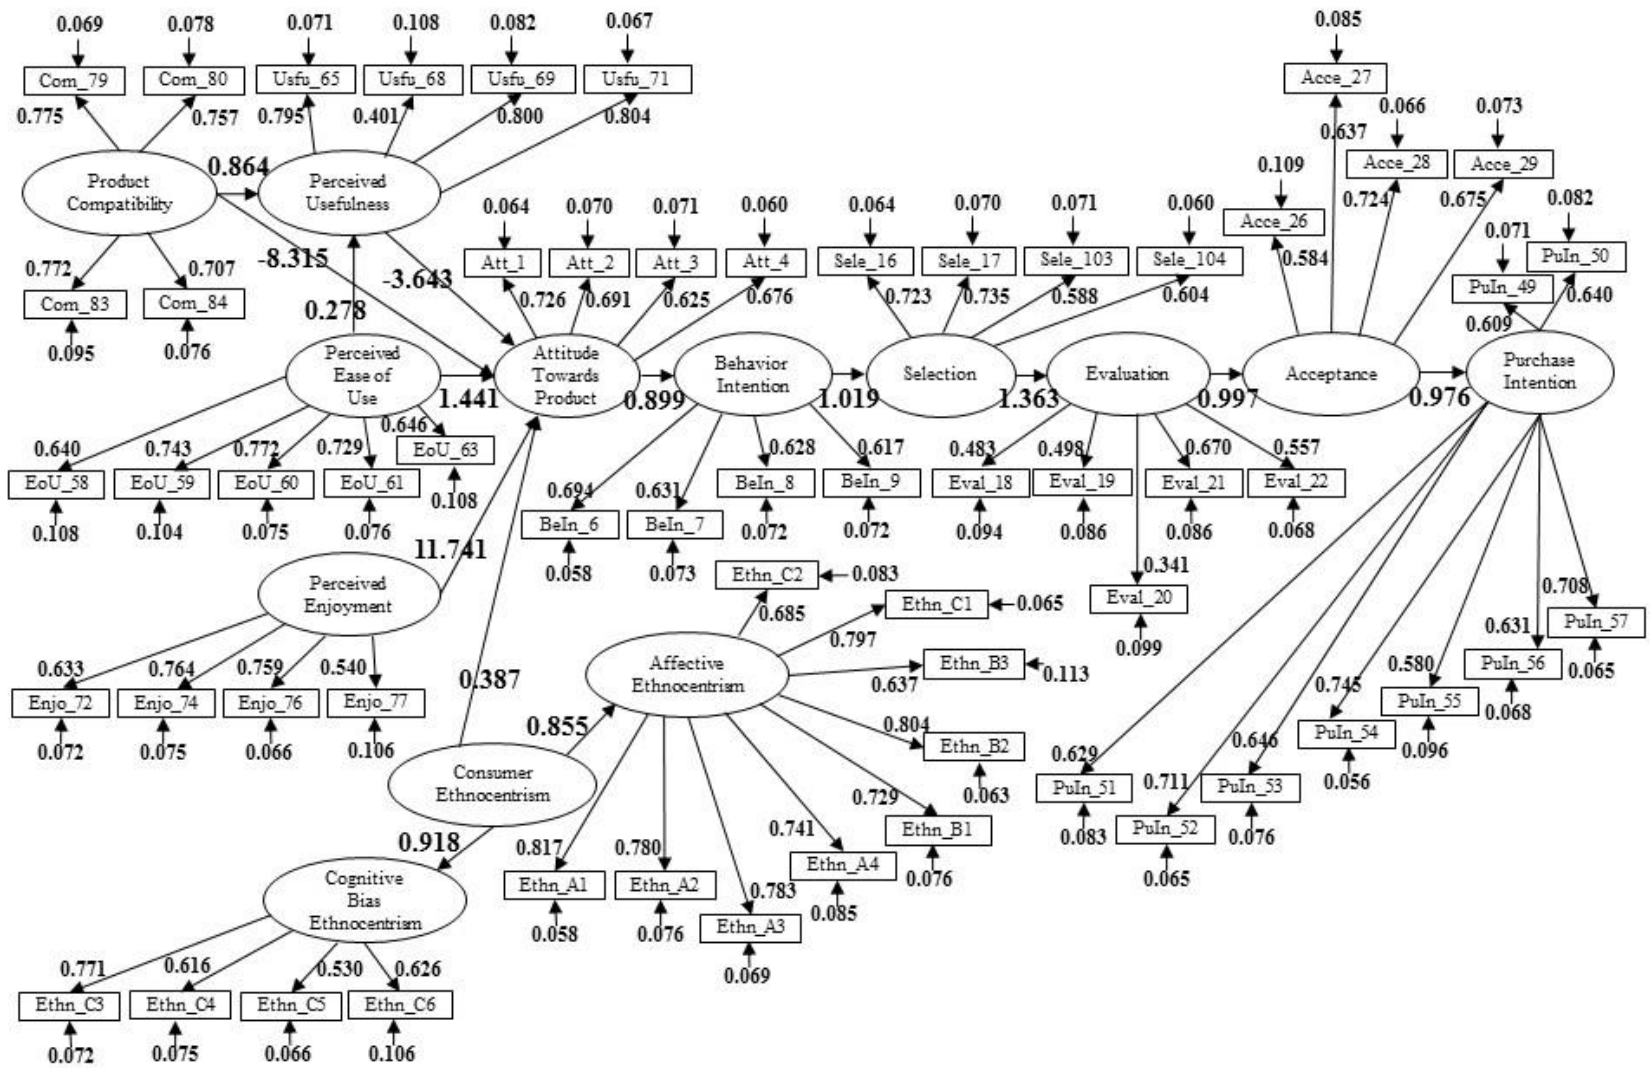 0.069
0.078
0.071
0.108
0.082
0.067
0.085
Com_79
Com_80
Usfu_65
Usfu_68
Usfu_69
Usfu_71
Acce_27
0.775
0.757
0.795
0.401
0.800
0.804
0.066
0.073
0.637
0.864
Product
Compatibility
Perceived
Usefulness
0.109
Acce_28
Acce_29
0.064
0.070
0.071
0.060
0.064
0.070
0.071
0.060
Acce_26
0.724
0.675
0.082
0.071
-8.315
-3.643
Att_1
Att_2
Att_3
Att_4
Sele_16
Sele_17
Sele_103
Sele_104
0.584
PuIn_50
0.772
0.707
PuIn_49
0.640
Com_83
Com_84
0.278
0.726
0.691
0.625
0.676
0.723
0.735
0.588
0.604
0.609
0.095
0.076
Perceived
Ease of
Use
Attitude
Towards
Product
Behavior
Intention
Selection
Evaluation
Acceptance
Purchase
Intention
1.441
0.899
1.019
1.363
0.997
0.976
0.646
0.640
0.743
0.772
0.729
EoU_63
0.628
0.617
0.483
0.498
0.670
0.557
EoU_58
EoU_59
EoU_60
EoU_61
0.108
0.694
0.631
BeIn_8
BeIn_9
Eval_18
Eval_19
Eval_21
Eval_22
0.108
0.104
0.075
0.076
BeIn_6
BeIn_7
0.072
0.072
0.094
0.086
0.086
0.068
11.741
0.058
0.073
0.341
Perceived
Enjoyment
Ethn_C2
0.083
Eval_20
0.708
0.685
Ethn_C1
0.065
0.099
PuIn_57
0.797
0.631
0.065
0.633
0.764
0.759
0.540
Affective
Ethnocentrism
Ethn_B3
0.113
0.580
PuIn_56
Enjo_72
Enjo_74
Enjo_76
Enjo_77
0.387
0.637
0.745
PuIn_55
0.068
0.072
0.075
0.066
0.106
0.855
0.804
Ethn_B2
0.646
PuIn_54
0.096
Consumer
Ethnocentrism
0.063
0.629
0.711
PuIn_53
0.056
0.729
PuIn_51
PuIn_52
0.076
0.918
0.817
0.780
0.741
Ethn_B1
0.083
0.065
Cognitive
Bias
Ethnocentrism
Ethn_A1
Ethn_A2
0.783
Ethn_A4
0.076
0.058
0.076
Ethn_A3
0.085
0.069
0.771
0.616
0.530
0.626
Ethn_C3
Ethn_C4
Ethn_C5
Ethn_C6
0.072
0.075
0.066
0.106